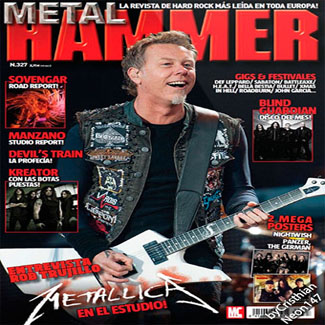 LA REVISTA DE HARD ROCK MÁS LEÍDA EN TODA EUROPA!
METAL
HAMMER
N.327
SOVENGAR
ROAD REPORT!
MANZANO
STUDIO REPORT!
DEVIL'S TRAIN
LA PROFECÍA!
KREATOR
CON LAS BOTAS
PUESTAS!
GIGS & FESTIVALES
DEF LEPPARD/ SABATON/ BATTLEAXE/
H.E.A.T./ BELLA BESTIA/ BULLET/ XMAS
IN HELL/ ROADBURN/ JOHN GARCIA...
BLIND
GUARDIAN
DISCO DEL MES!
2 MEGA
POSTERS
NIGHTWISH
PANZER,
THE GERMAN
ENTREVISTA
ROB TRUJILLO
METALLICA
EN EL ESTUDIO!
MC